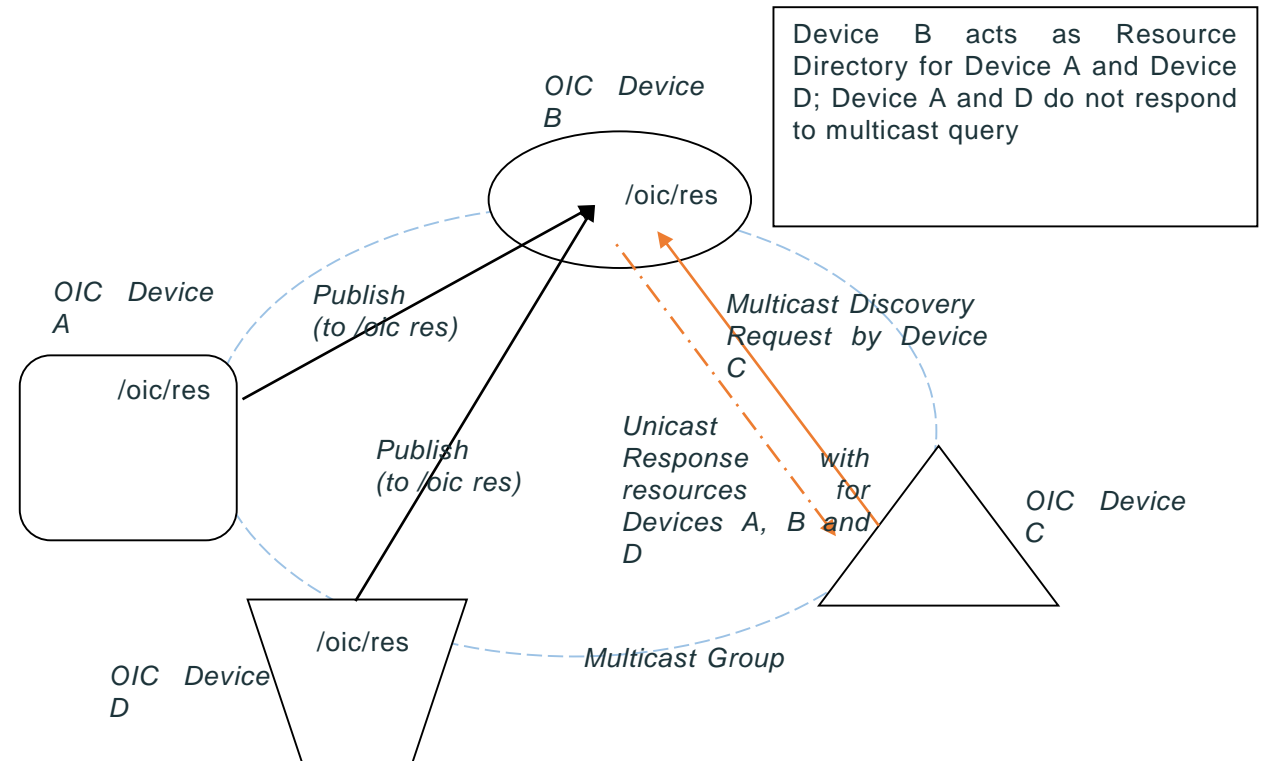 Device B acts as Resource
Directory for Device A and Device
D; Device A and D do not respond
to multicast query
OIC Device
B
/oic/res
OIC Device
A
Publish
(to /oic res)
/oic/res
Multicast Discovery
Request by Device
C
Publish
(to /oic res)
Unicast
Response with
resources for
Devices A, B and
D
OIC Device
C
/oic/res
OIC Device
D
Multicast Group